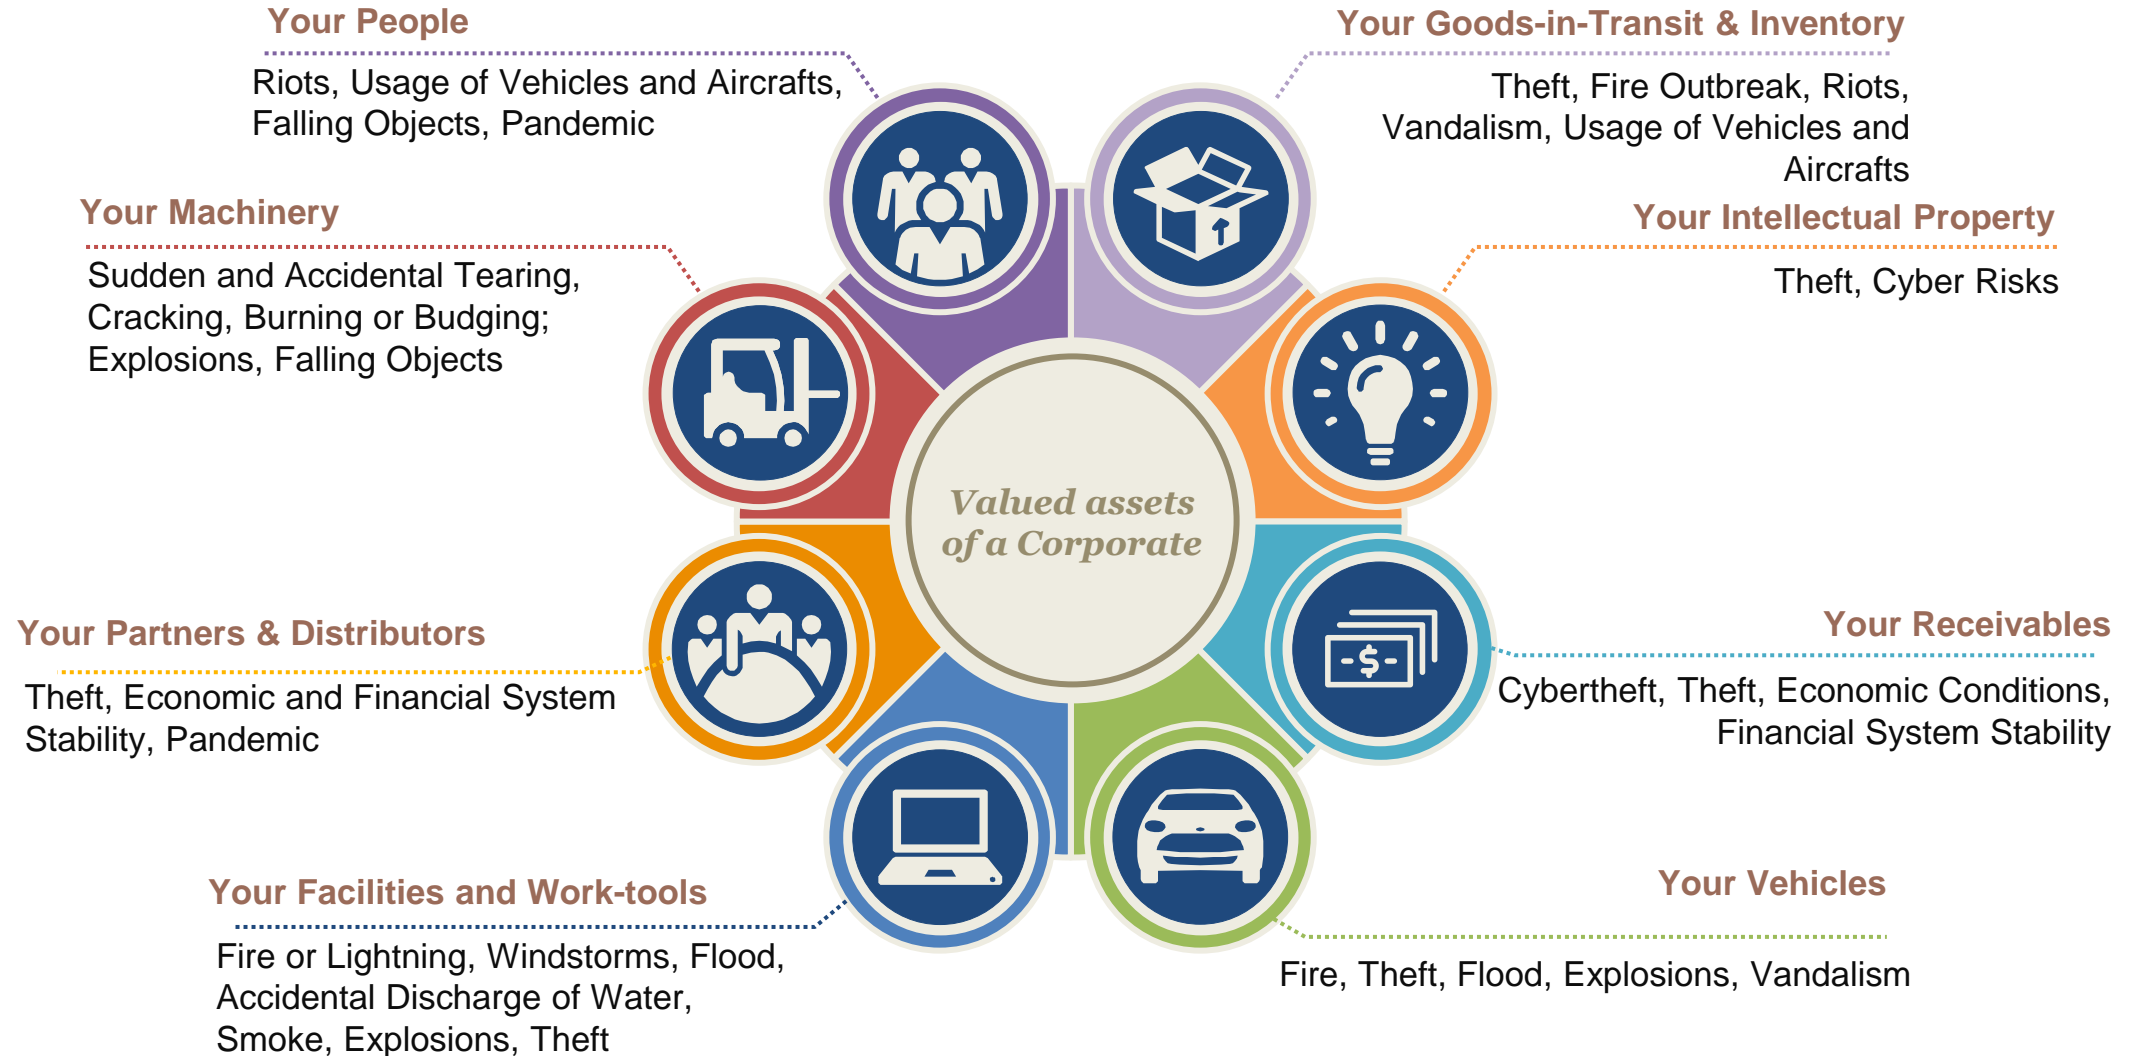 Your People
Riots, Usage of Vehicles and Aircrafts,
Falling Objects, Pandemic
Your Goods-in-Transit & Inventory
Theft, Fire Outbreak, Riots,
Vandalism, Usage of Vehicles and
Aircrafts
Your Machinery
Sudden and Accidental Tearing,
Cracking, Burning or Budging;
Explosions, Falling Objects
Your Intellectual Property
Theft, Cyber Risks
Valued assets
of a Corporate
Your Partners & Distributors
Theft, Economic and Financial System
Stability, Pandemic
Your Receivables
-$-
Cybertheft, Theft, Economic Conditions,
Financial System Stability
Your Facilities and Work-tools
Fire or Lightning, Windstorms, Flood,
Accidental Discharge of Water,
Smoke, Explosions, Theft
Your Vehicles
Fire, Theft, Flood, Explosions, Vandalism